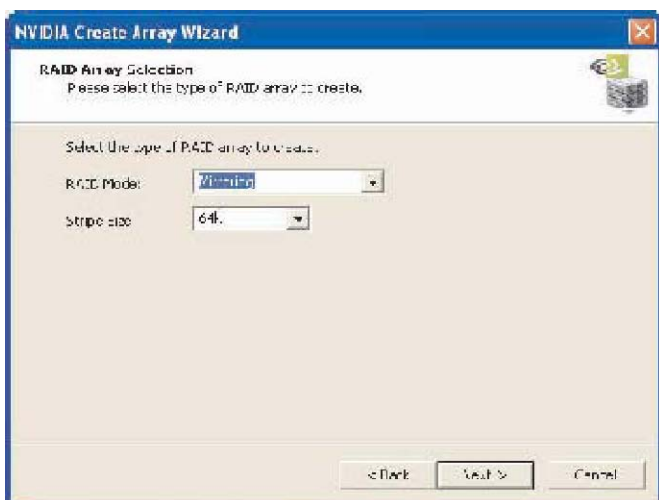 NVIDIA Create Array Wizard
RAID Array Selection
Please select the type of RAID array to create.
Select the type of RAID array to create.
RAID Mode: Mirroring
Stripe Size 64k
< Back Next > Cancel